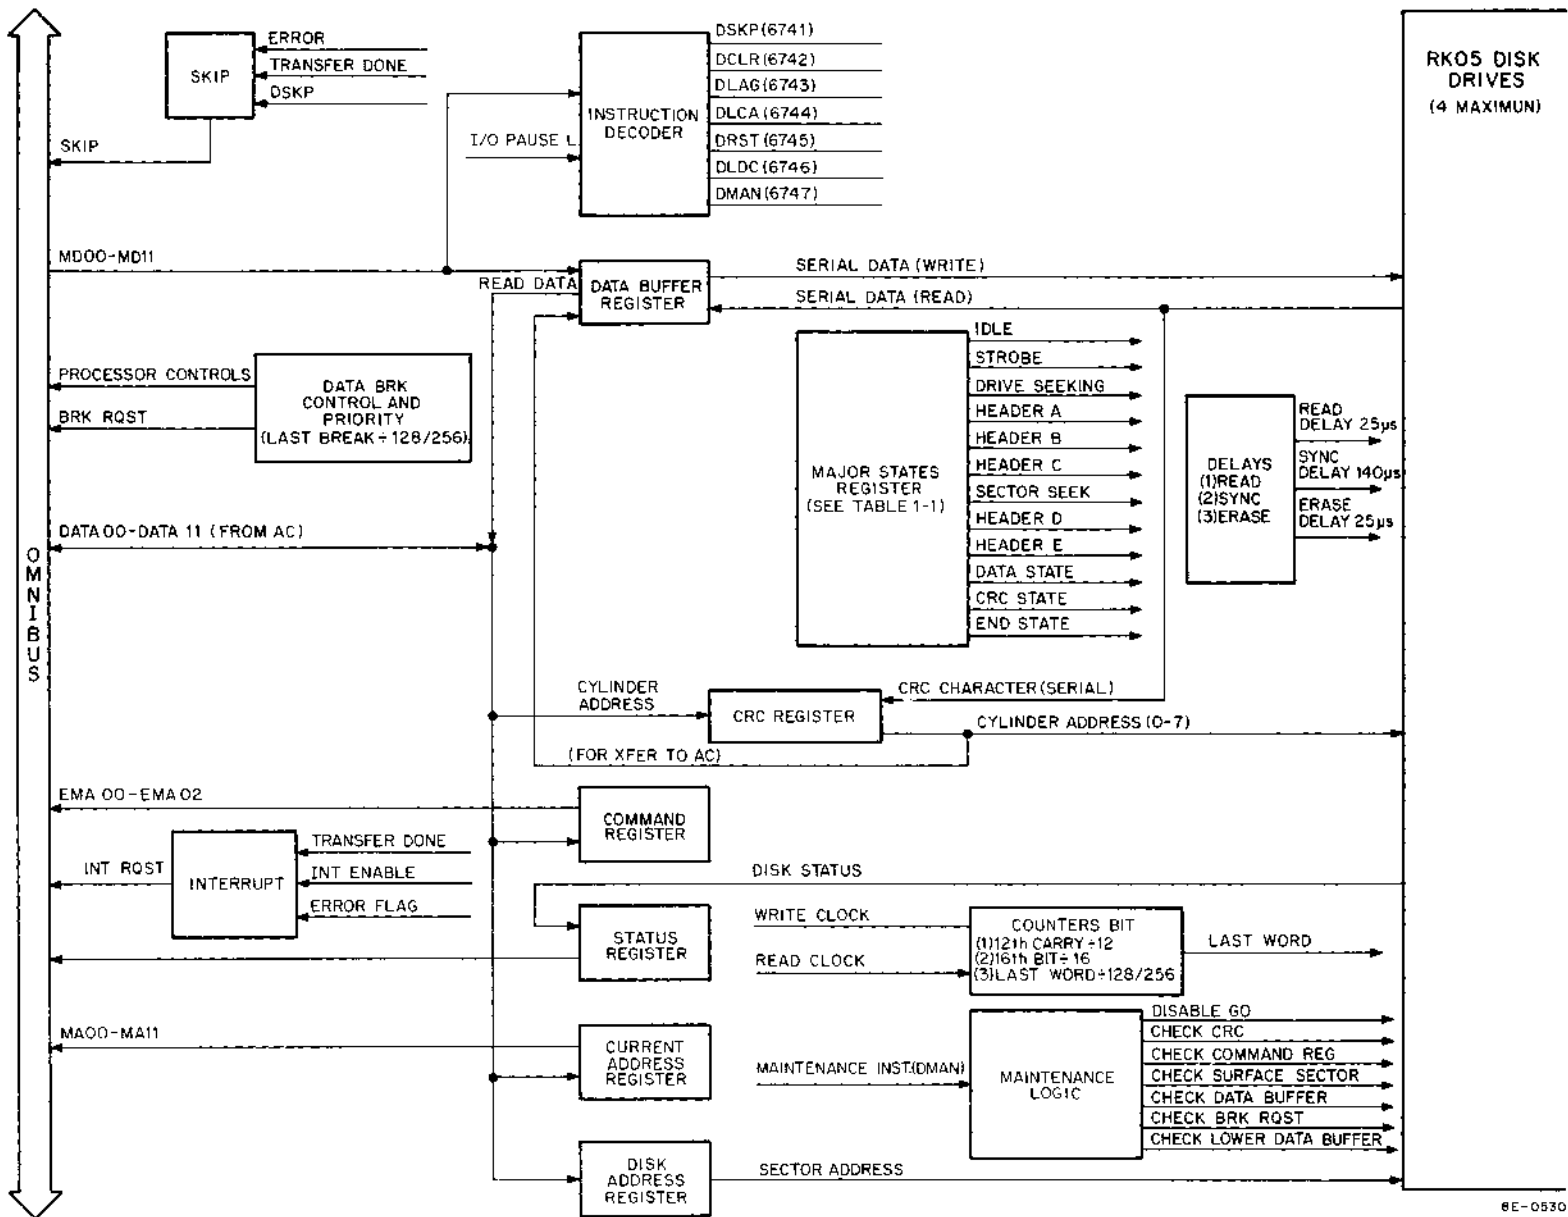 ERROR
TRANSFER DONE
DSKP
SKIP
SKIP
DSKP(6741)
DCLR(6742)
DLAG(6743)
DLCA(6744)
DRST(6745)
DLDC(6746)
DMAN(6747)
INSTRUCTION
DECODER
I/O PAUSE L
RK05 DISK
DRIVES
(4 MAXIMUN)
MD00-MD11
READ DATA
DATA BUFFER
REGISTER
SERIAL DATA (WRITE)
SERIAL DATA (READ)
PROCESSOR CONTROLS
BRK RQST
DATA BRK
CONTROL AND
PRIORITY
(LAST BREAK÷128/256)
MAJOR STATES
REGISTER
(SEE TABLE 1-1)
IDLE
STROBE
DRIVE SEEKING
HEADER A
HEADER B
HEADER C
SECTOR SEEK
HEADER D
HEADER E
DATA STATE
CRC STATE
END STATE
DELAYS
(1)READ
(2)SYNC
(3)ERASE
READ
DELAY 25µs
SYNC
DELAY 140µs
ERASE
DELAY 25µs
DATA 00-DATA 11 (FROM AC)
OMNIBUS
CYLINDER
ADDRESS
CRC REGISTER
CRC CHARACTER(SERIAL)
CYLINDER ADDRESS (0-7)
(FOR XFER TO AC)
EMA 00-EMA 02
COMMAND
REGISTER
INT RQST
INTERRUPT
TRANSFER DONE
INT ENABLE
ERROR FLAG
DISK STATUS
STATUS
REGISTER
WRITE CLOCK
READ CLOCK
COUNTERS BIT
(1)12th CARRY÷12
(2)16th BIT÷16
(3)LAST WORD÷128/256
LAST WORD
MA00-MA11
CURRENT
ADDRESS
REGISTER
MAINTENANCE INST.(DMAN)
MAINTENANCE
LOGIC
DISABLE GO
CHECK CRC
CHECK COMMAND REG
CHECK SURFACE SECTOR
CHECK DATA BUFFER
CHECK BRK RQST
CHECK LOWER DATA BUFFER
DISK
ADDRESS
REGISTER
SECTOR ADDRESS
8E-0530